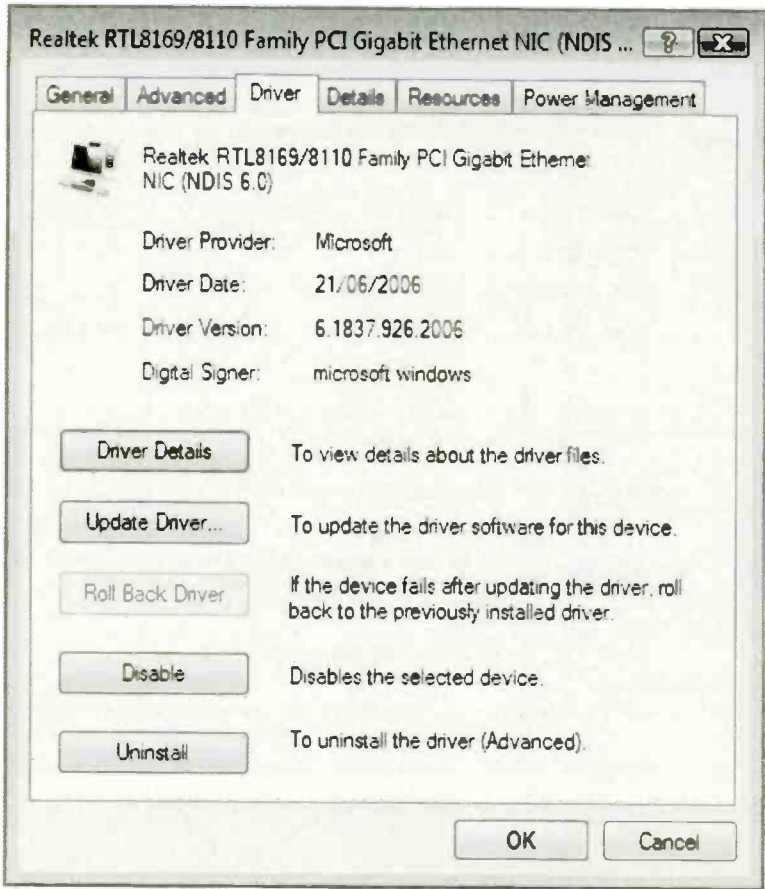 Realtek RTL8169/8110 Family PCI Gigabit Ethernet NIC (NDIS ...
General Advanced Driver Details Resources Power Management
Realtek RTL8169/8110 Family PCI Gigabit Ethernet
NIC (NDIS 6.0)
Driver Provider: Microsoft
Driver Date: 21/06/2006
Driver Version: 6.1837.926.2006
Digital Signer: microsoft windows
Driver Details To view details about the driver files.
Update Driver... To update the driver software for this device.
Roll Back Driver If the device fails after updating the driver, roll
back to the previously installed driver.
Disable Disables the selected device.
Uninstall To uninstall the driver (Advanced).
OK Cancel